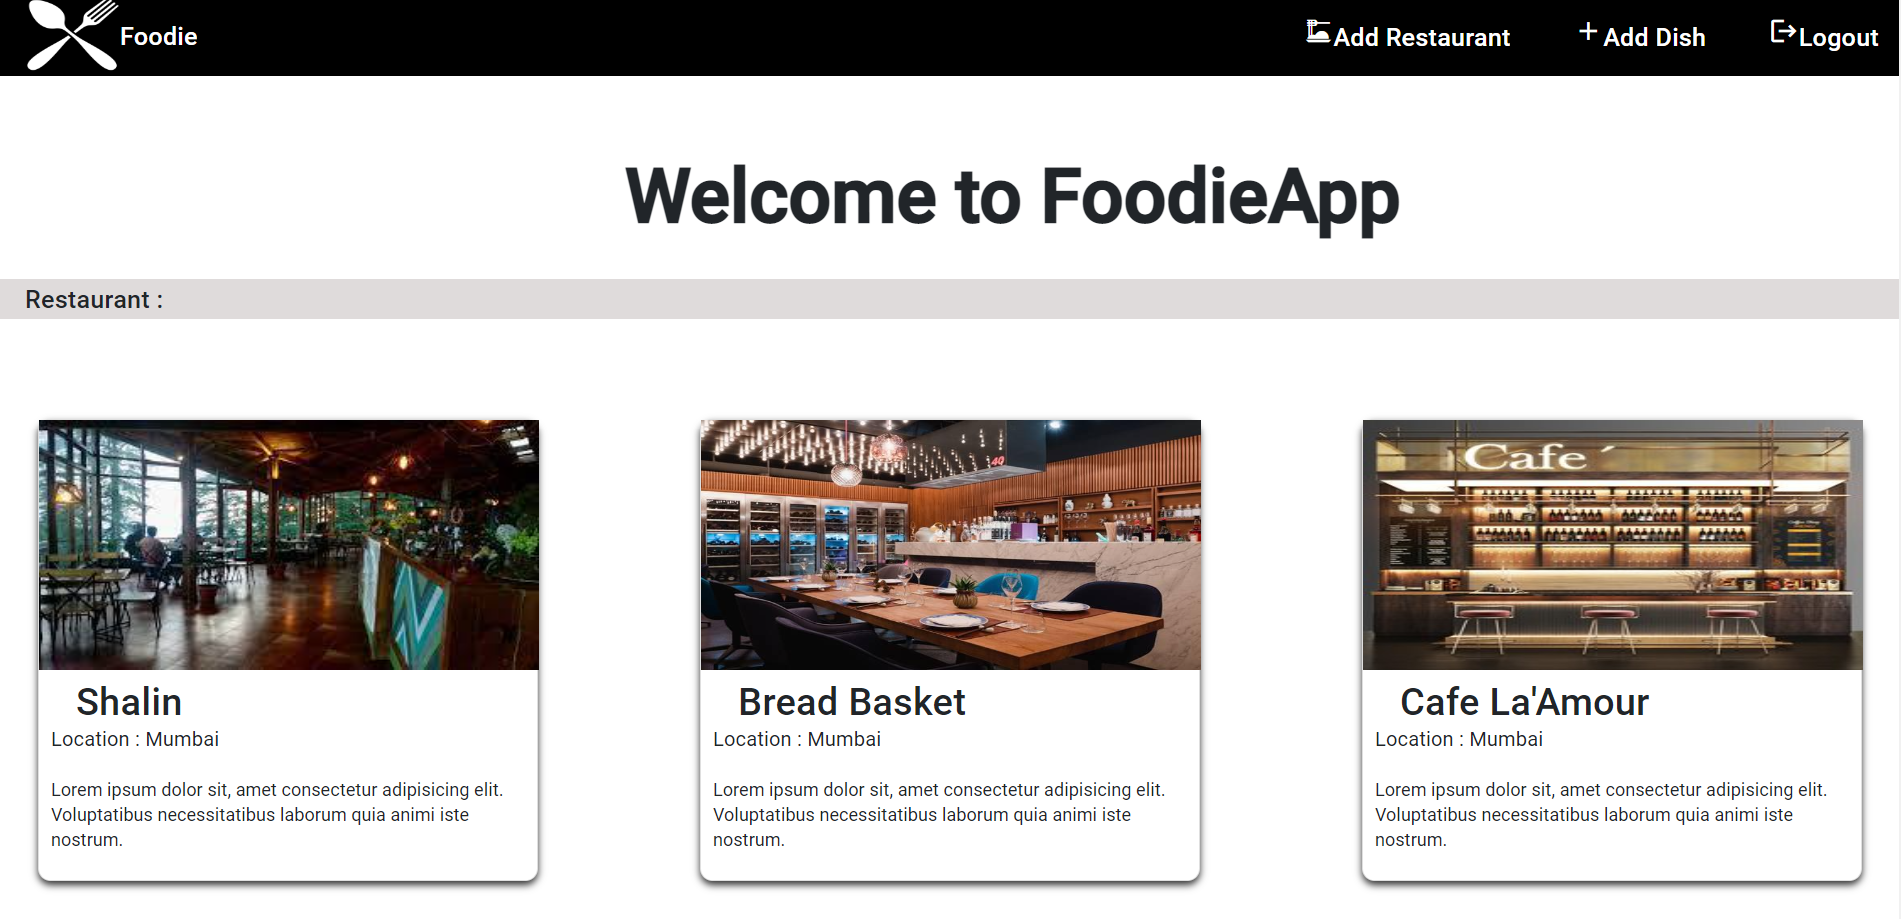 Foodie
Add Restaurant
Add Dish
Logout
Welcome to FoodieApp
Restaurant :
49
Cafe´
Shalin
Location : Mumbai
Lorem ipsum dolor sit, amet consectetur adipisicing elit.
Voluptatibus necessitatibus laborum quia animi iste
nostrum.
Bread Basket
Location : Mumbai
Lorem ipsum dolor sit, amet consectetur adipisicing elit.
Voluptatibus necessitatibus laborum quia animi iste
nostrum.
Cafe La'Amour
Location : Mumbai
Lorem ipsum dolor sit, amet consectetur adipisicing elit.
Voluptatibus necessitatibus laborum quia animi iste
nostrum.